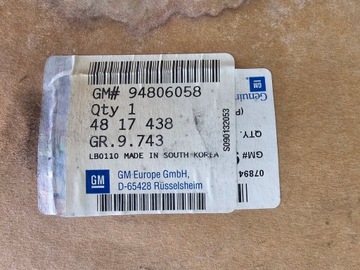 GM# 94806058
Qty 1
48 17 438
GR.9.743
LB0110 MADE IN SOUTH KOREA
GM
GM Europe GmbH,
D-65428 Rüsselsheim
S090132053
GM
Genuin
QTY.
GM#
07894